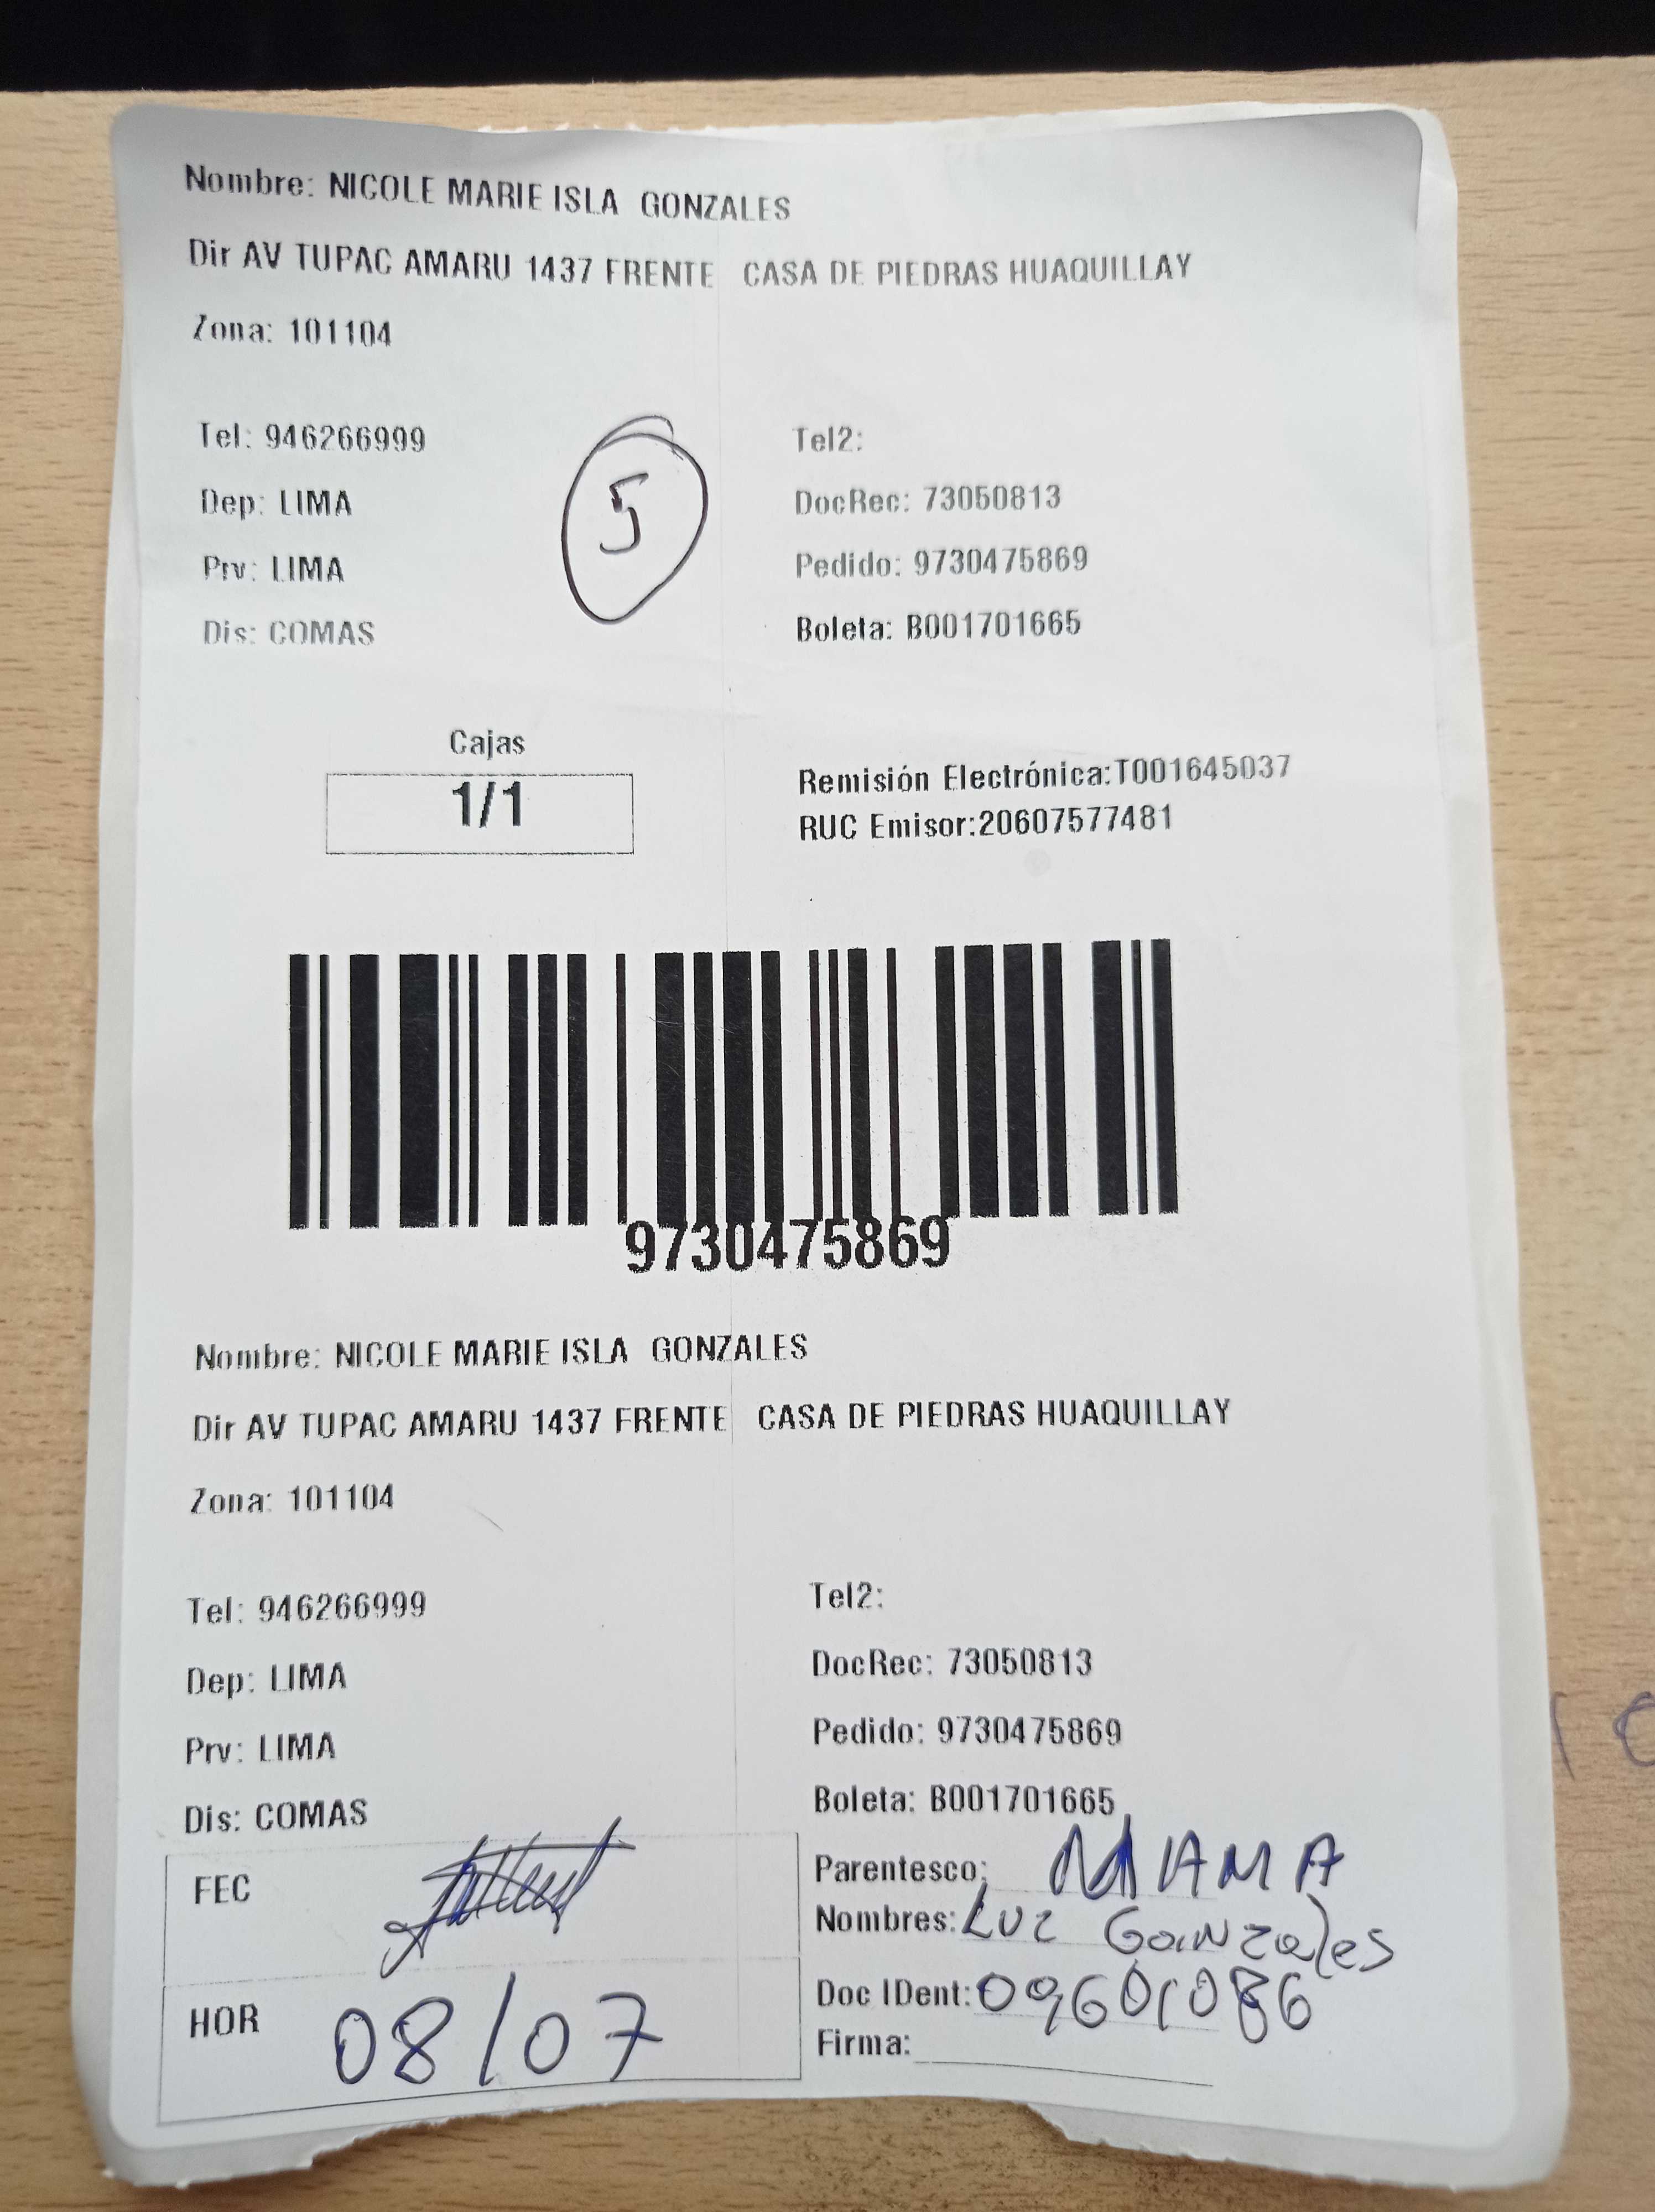 Nombre: NICOLE MARIE ISLA GONZALES
Dir AV TUPAC AMARU 1437 FRENTE CASA DE PIEDRAS HUAQUILLAY
Zona: 101104
Tel: 946266999
Tel2:
5
Dep: LIMA
DocRec: 73050813
Prv: LIMA
Pedido: 9730475869
Dis: COMAS
Boleta: B001701665
Cajas
1/1
Remisión Electrónica:T001645037
RUC Emisor:20607577481
9730475869
Nombre: NICOLE MARIE ISLA GONZALES
Dir AV TUPAC AMARU 1437 FRENTE CASA DE PIEDRAS HUAQUILLAY
Zona: 101104
Tel: 946266999
Tel2:
Dep: LIMA
DocRec: 73050813
Prv: LIMA
Pedido: 9730475869
Dis: COMAS
Boleta: B001701665
FEC
Parentesco: MAMA
Nombres: Luz Gonzales
HOR 08/07
Doc IDent: 09601086
Firma: